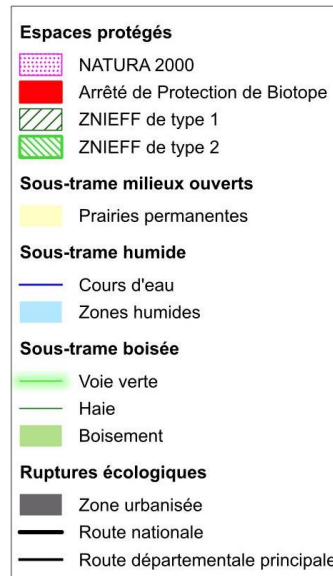 Espaces protégés
NATURA 2000
Arrêté de Protection de Biotope
ZNIEFF de type 1
ZNIEFF de type 2
Sous-trame milieux ouverts
Prairies permanentes
Sous-trame humide
Cours d'eau
Zones humides
Sous-trame boisée
Voie verte
Haie
Boisement
Ruptures écologiques
Zone urbanisée
Route nationale
Route départementale principale